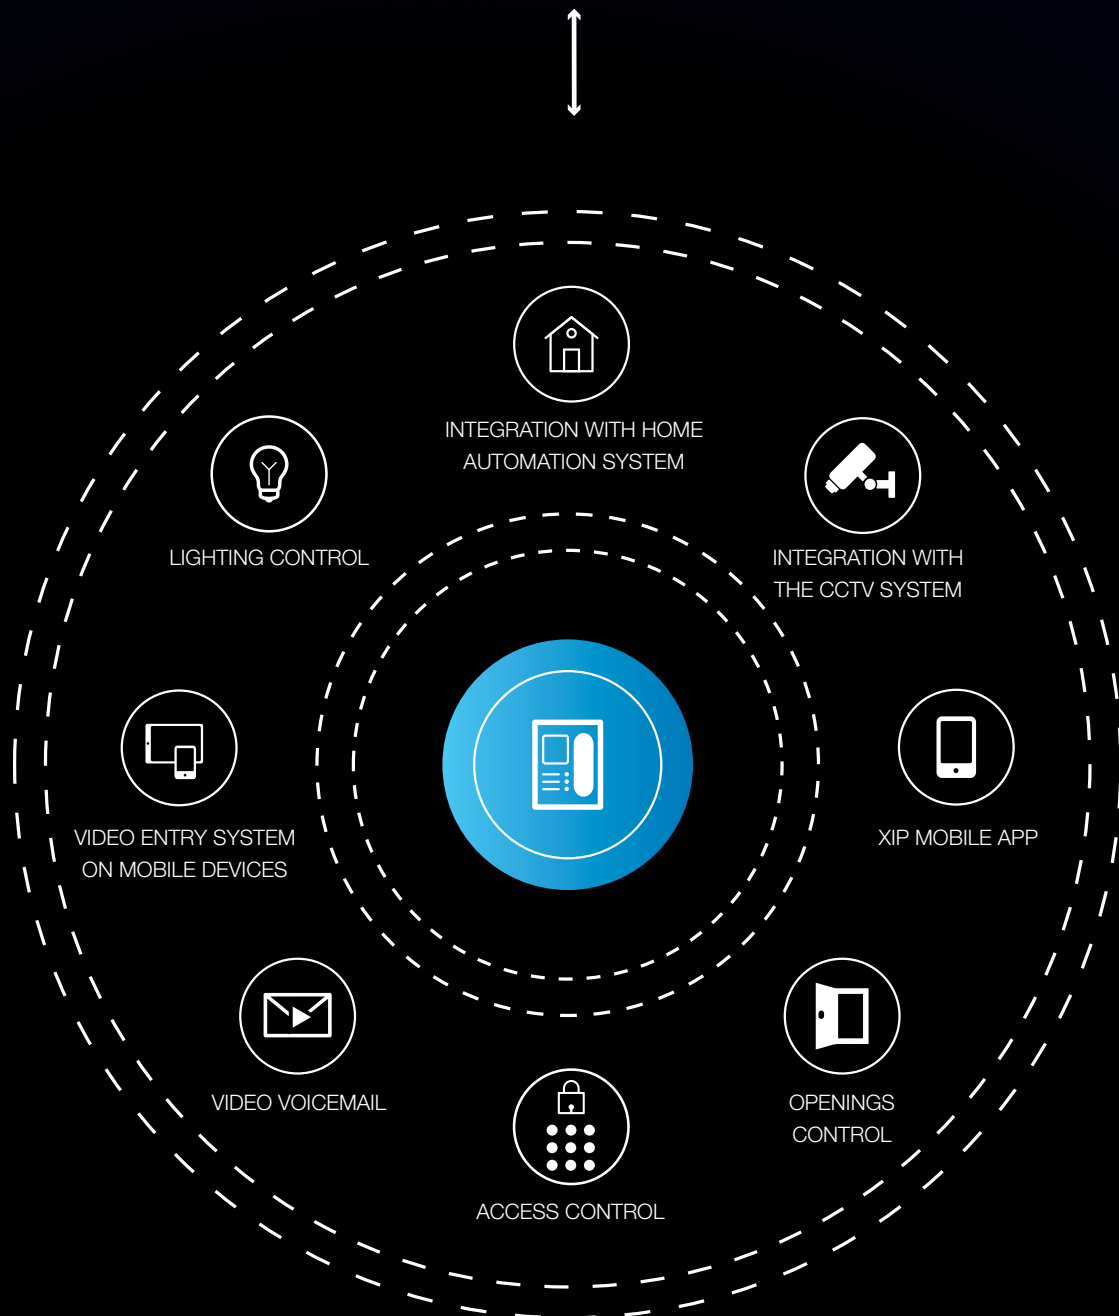 INTEGRATION WITH HOME
AUTOMATION SYSTEM
LIGHTING CONTROL
INTEGRATION WITH
THE CCTV SYSTEM
VIDEO ENTRY SYSTEM
ON MOBILE DEVICES
XIP MOBILE APP
VIDEO VOICEMAIL
OPENINGS
CONTROL
ACCESS CONTROL